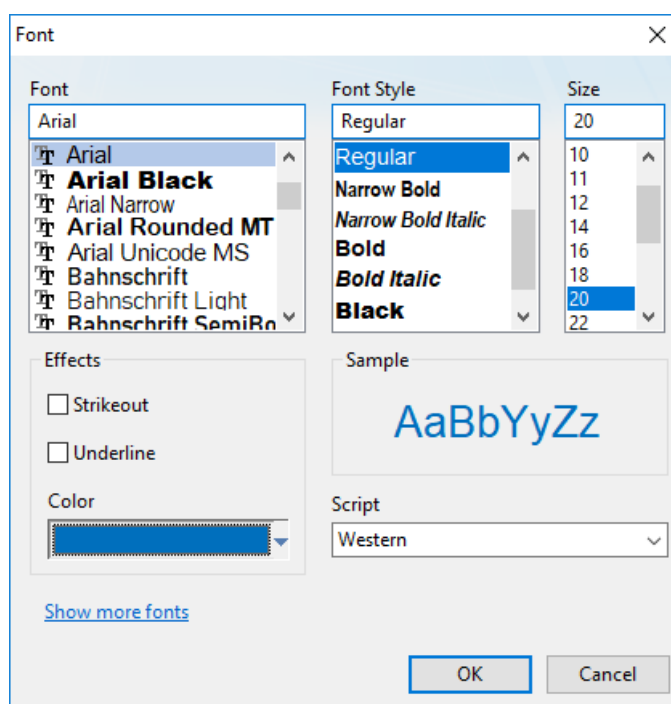 Font
Font
Font Style
Size
Arial
Regular
20
Arial
Arial Black
Arial Narrow
Arial Rounded MT
Arial Unicode MS
Bahnschrift
Bahnschrift Light
Bahnschrift SemiBo
Regular
Narrow Bold
Narrow Bold Italic
Bold
Bold Italic
Black
10
11
12
14
16
18
20
22
Effects
Strikeout
Underline
Color
Sample
AaBbYyZz
Script
Western
Show more fonts
OK
Cancel